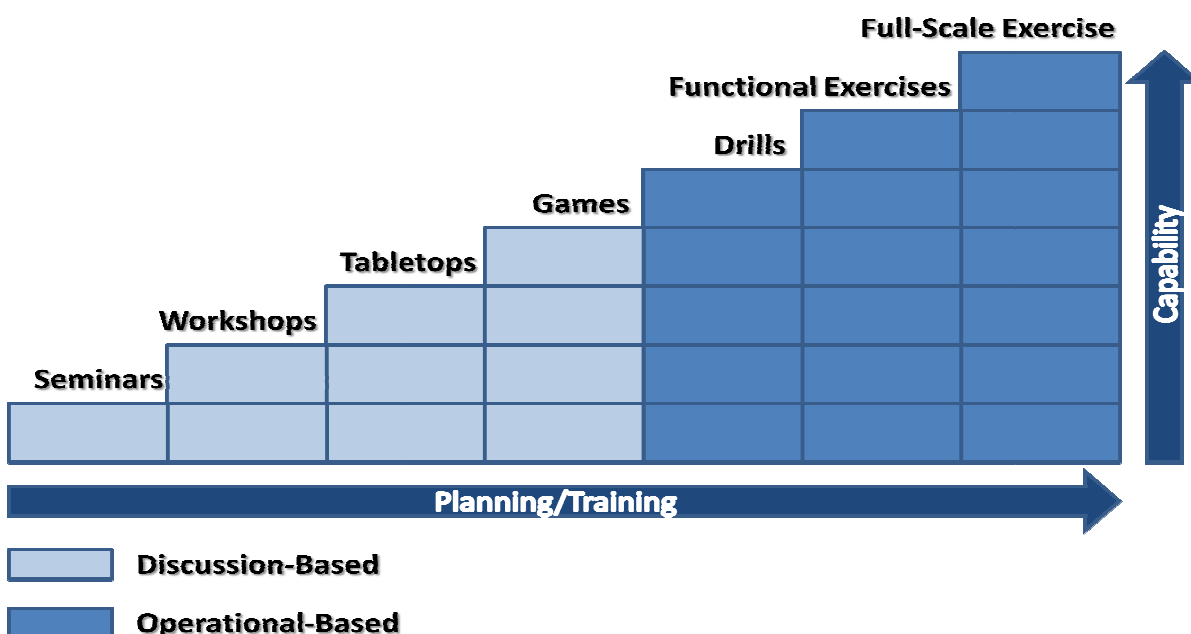 Full-Scale Exercise
Functional Exercises
Drills
Games
Tabletops
Workshops
Seminars
Capability
Planning/Training
Discussion-Based
Operational-Based